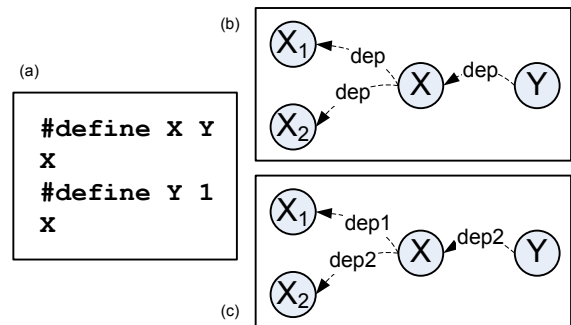 (a)
#define X Y
X
#define Y 1
X
(b)
X1
dep
X2
dep
X
dep
Y
X1
dep1
X2
dep2
X
dep2
Y
(c)